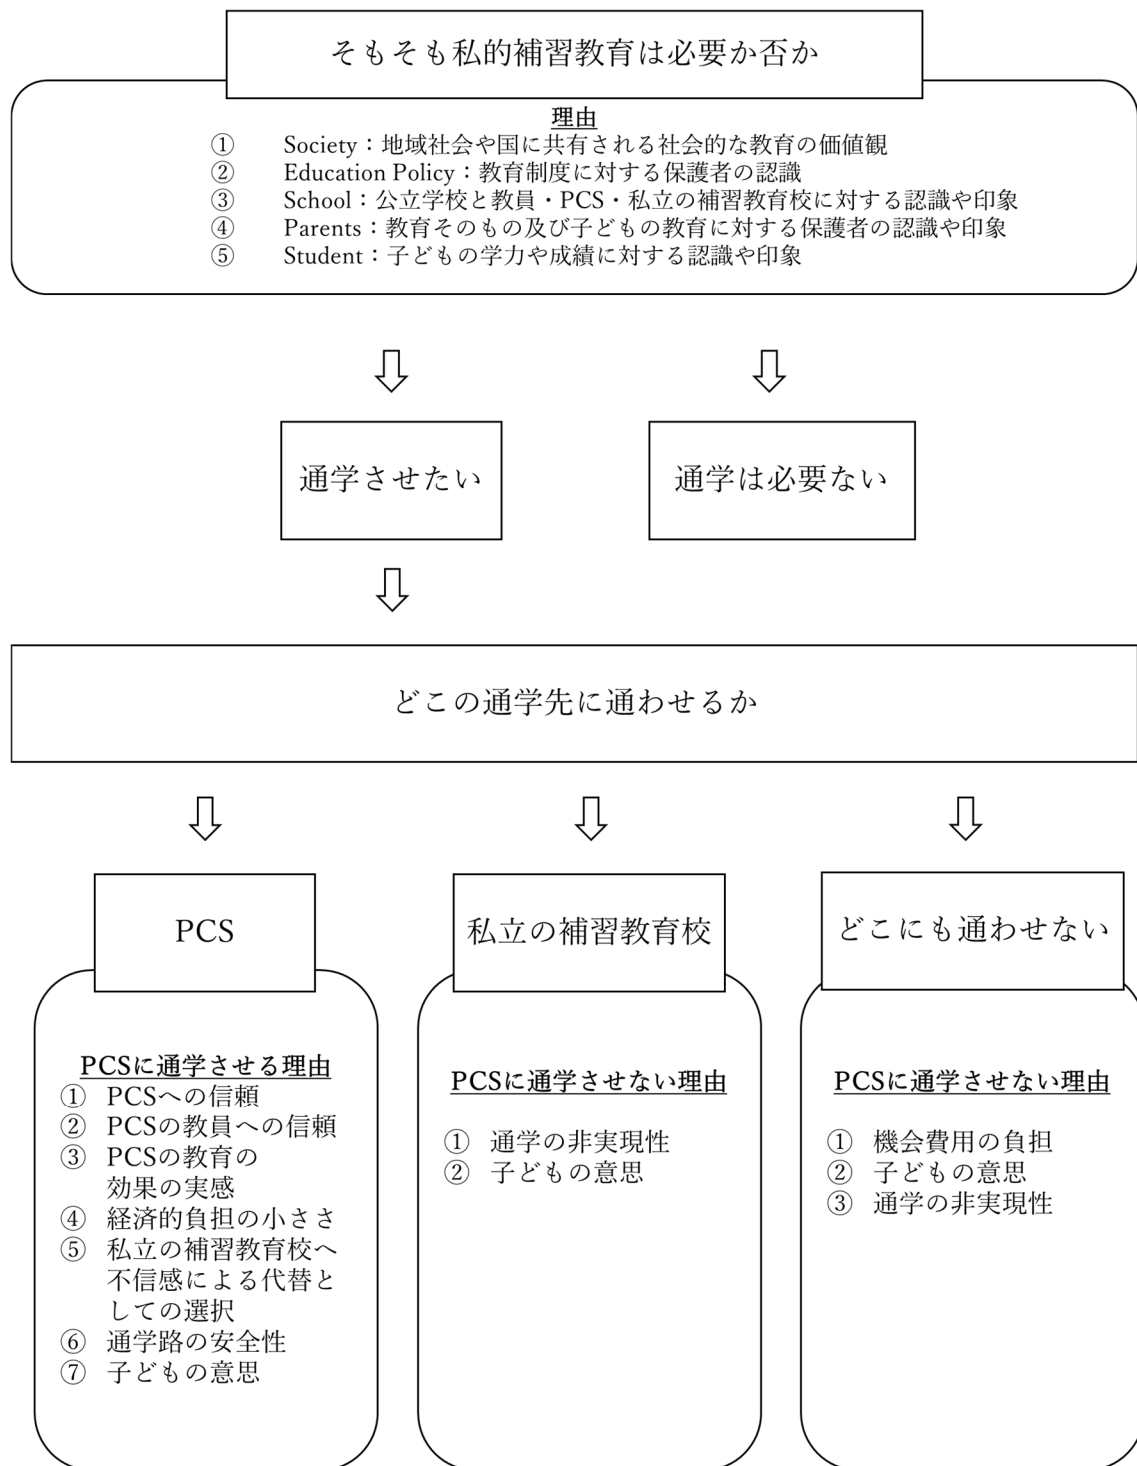 そもそも私的補習教育は必要か否か
理由
① Society：地域社会や国に共有される社会的な教育の価値観
② Education Policy：教育制度に対する保護者の認識
③ School：公立学校と教員・PCS・私立の補習教育校に対する認識や印象
④ Parents：教育そのもの及び子どもの教育に対する保護者の認識や印象
⑤ Student：子どもの学力や成績に対する認識や印象
通学させたい
通学は必要ない
どこの通学先に通わせるか
PCS
PCSに通学させる理由
① PCSへの信頼
② PCSの教員への信頼
③ PCSの教育の
効果の実感
④ 経済的負担の小ささ
⑤ 私立の補習教育校へ
不信感による代替と
しての選択
⑥ 通学路の安全性
⑦ 子どもの意思
私立の補習教育校
PCSに通学させない理由
① 通学の非実現性
② 子どもの意思
どこにも通わせない
PCSに通学させない理由
① 機会費用の負担
② 子どもの意思
③ 通学の非実現性